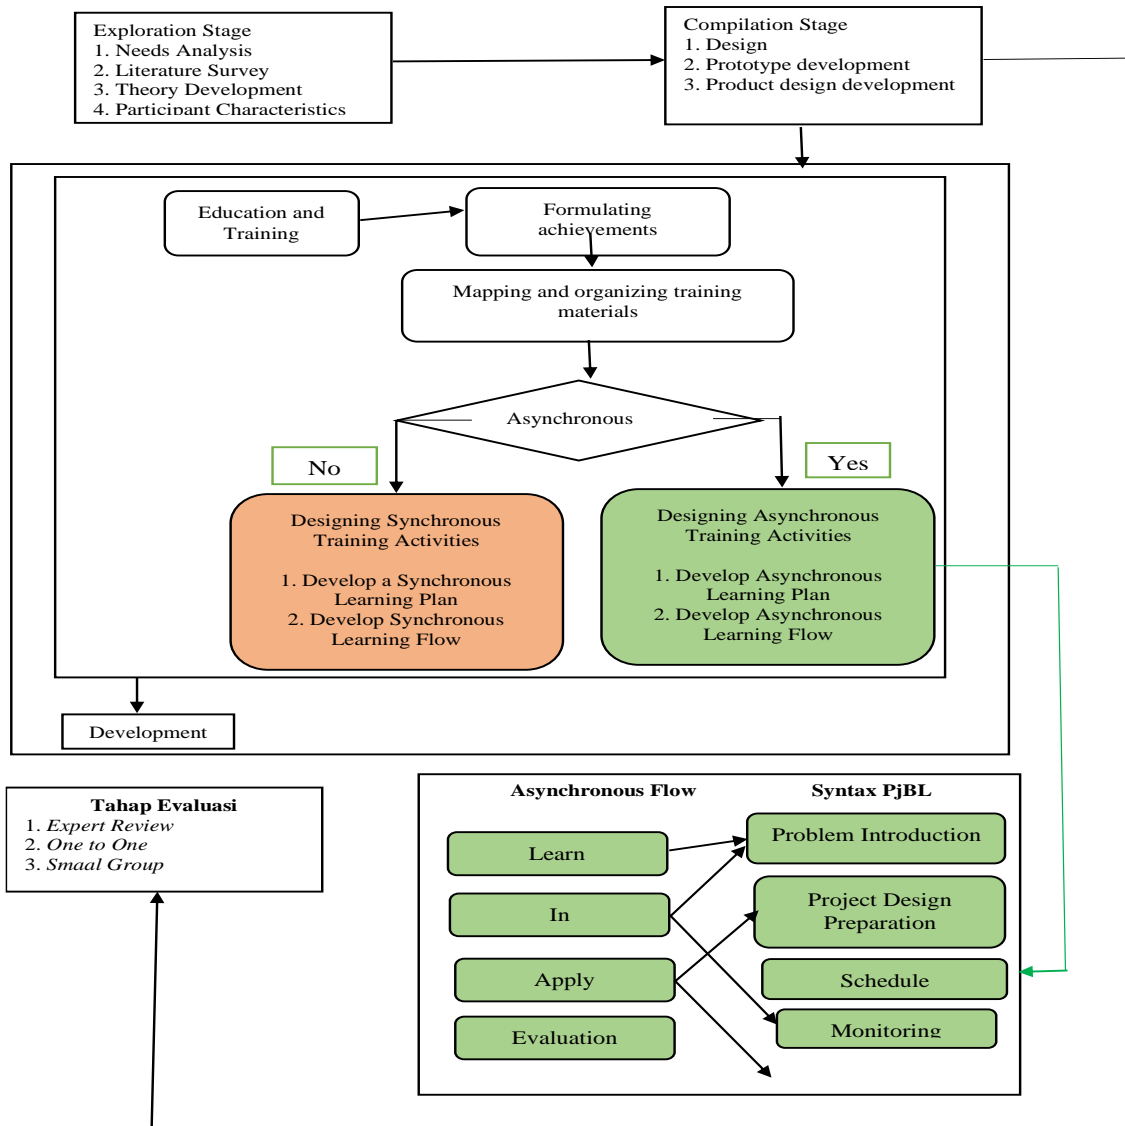 Exploration Stage
1. Needs Analysis
2. Literature Survey
3. Theory Development
4. Participant Characteristics
Compilation Stage
1. Design
2. Prototype development
3. Product design development
Education and
Training
Formulating
achievements
Mapping and organizing training
materials
Asynchronous
No
Yes
Designing Synchronous
Training Activities
1. Develop a Synchronous
Learning Plan
2. Develop Synchronous
Learning Flow
Designing Asynchronous
Training Activities
1. Develop Asynchronous
Learning Plan
2. Develop Asynchronous
Learning Flow
Development
Tahap Evaluasi
1. Expert Review
2. One to One
3. Smaal Group
Asynchronous Flow
Syntax PjBL
Learn
In
Apply
Evaluation
Problem Introduction
Project Design
Preparation
Schedule
Monitoring